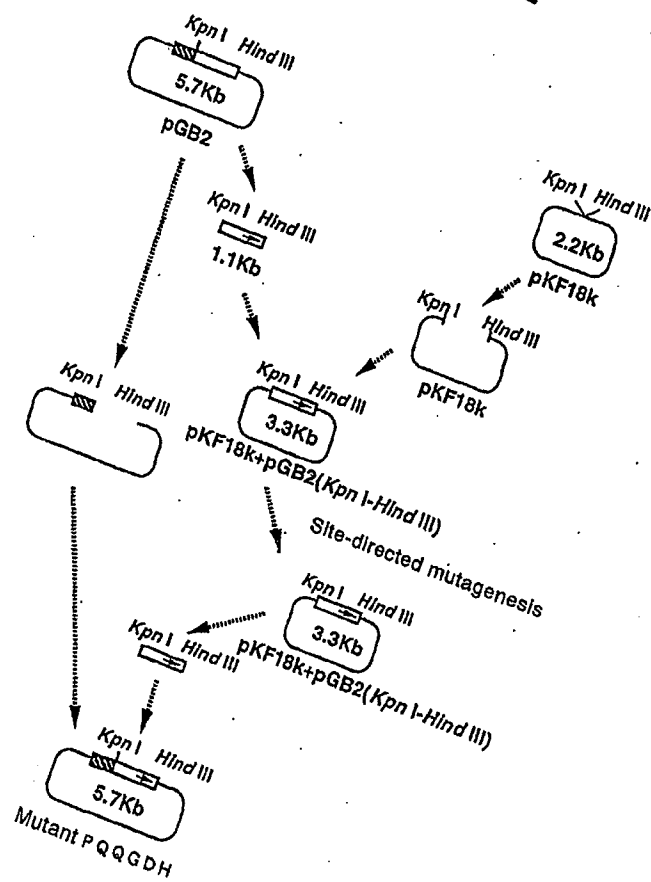 Kpn I Hind III
5.7Kb
pGB2
Kpn I Hind III
1.1Kb
Kpn I Hind III
2.2Kb
pKF18k
Kpn I Hind III
pKF18k
Kpn I Hind III
3.3Kb
pKF18k+pGB2(Kpn I-Hind III)
Kpn I Hind III
Site-directed mutagenesis
Kpn I Hind III
3.3Kb
pKF18k+pGB2(Kpn I-Hind III)
Kpn I Hind III
Kpn I Hind III
5.7Kb
Mutant PQQGDH